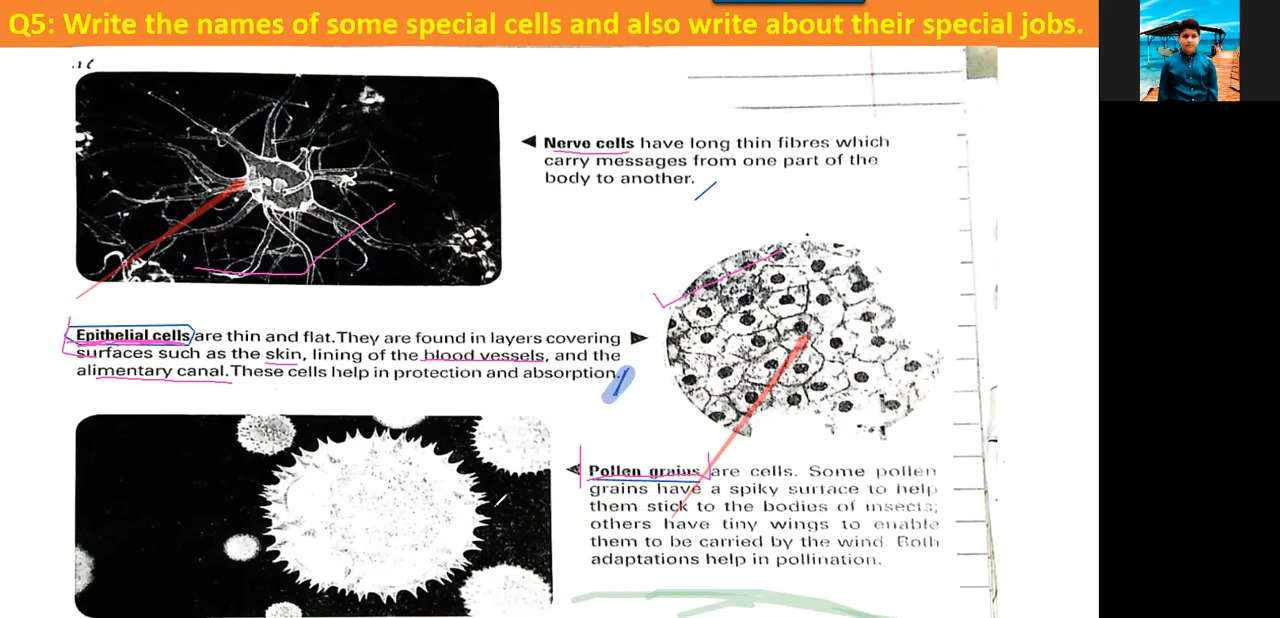 Q5: Write the names of some special cells and also write about their special jobs.
Nerve cells have long thin fibres which
carry messages from one part of the
body to another.
Epithelial cells are thin and flat. They are found in layers covering
surfaces such as the skin, lining of the blood vessels, and the
alimentary canal. These cells help in protection and absorption.
Pollen grains are cells. Some pollen
grains have a spiky surface to help
them stick to the bodies of insects;
others have tiny wings to enable
them to be carried by the wind. Both
adaptations help in pollination.